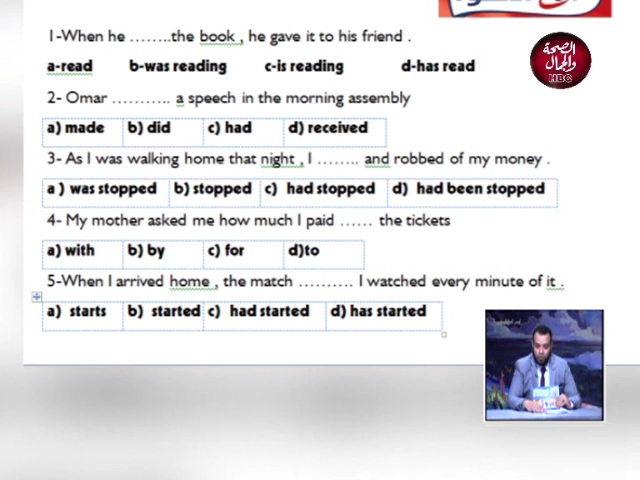 1-When he ……..the book , he gave it to his friend .
a-read b-was reading c-is reading d-has read
الصحة
والجمال
HBC
2- Omar ……….. a speech in the morning assembly
a) made b) did c) had d) received
3- As I was walking home that night , I …….. and robbed of my money .
a ) was stopped b) stopped c) had stopped d) had been stopped
4- My mother asked me how much I paid …… the tickets
a) with b) by c) for d)to
5-When I arrived home , the match ………. I watched every minute of it .
a) starts b) started c) had started d) has started